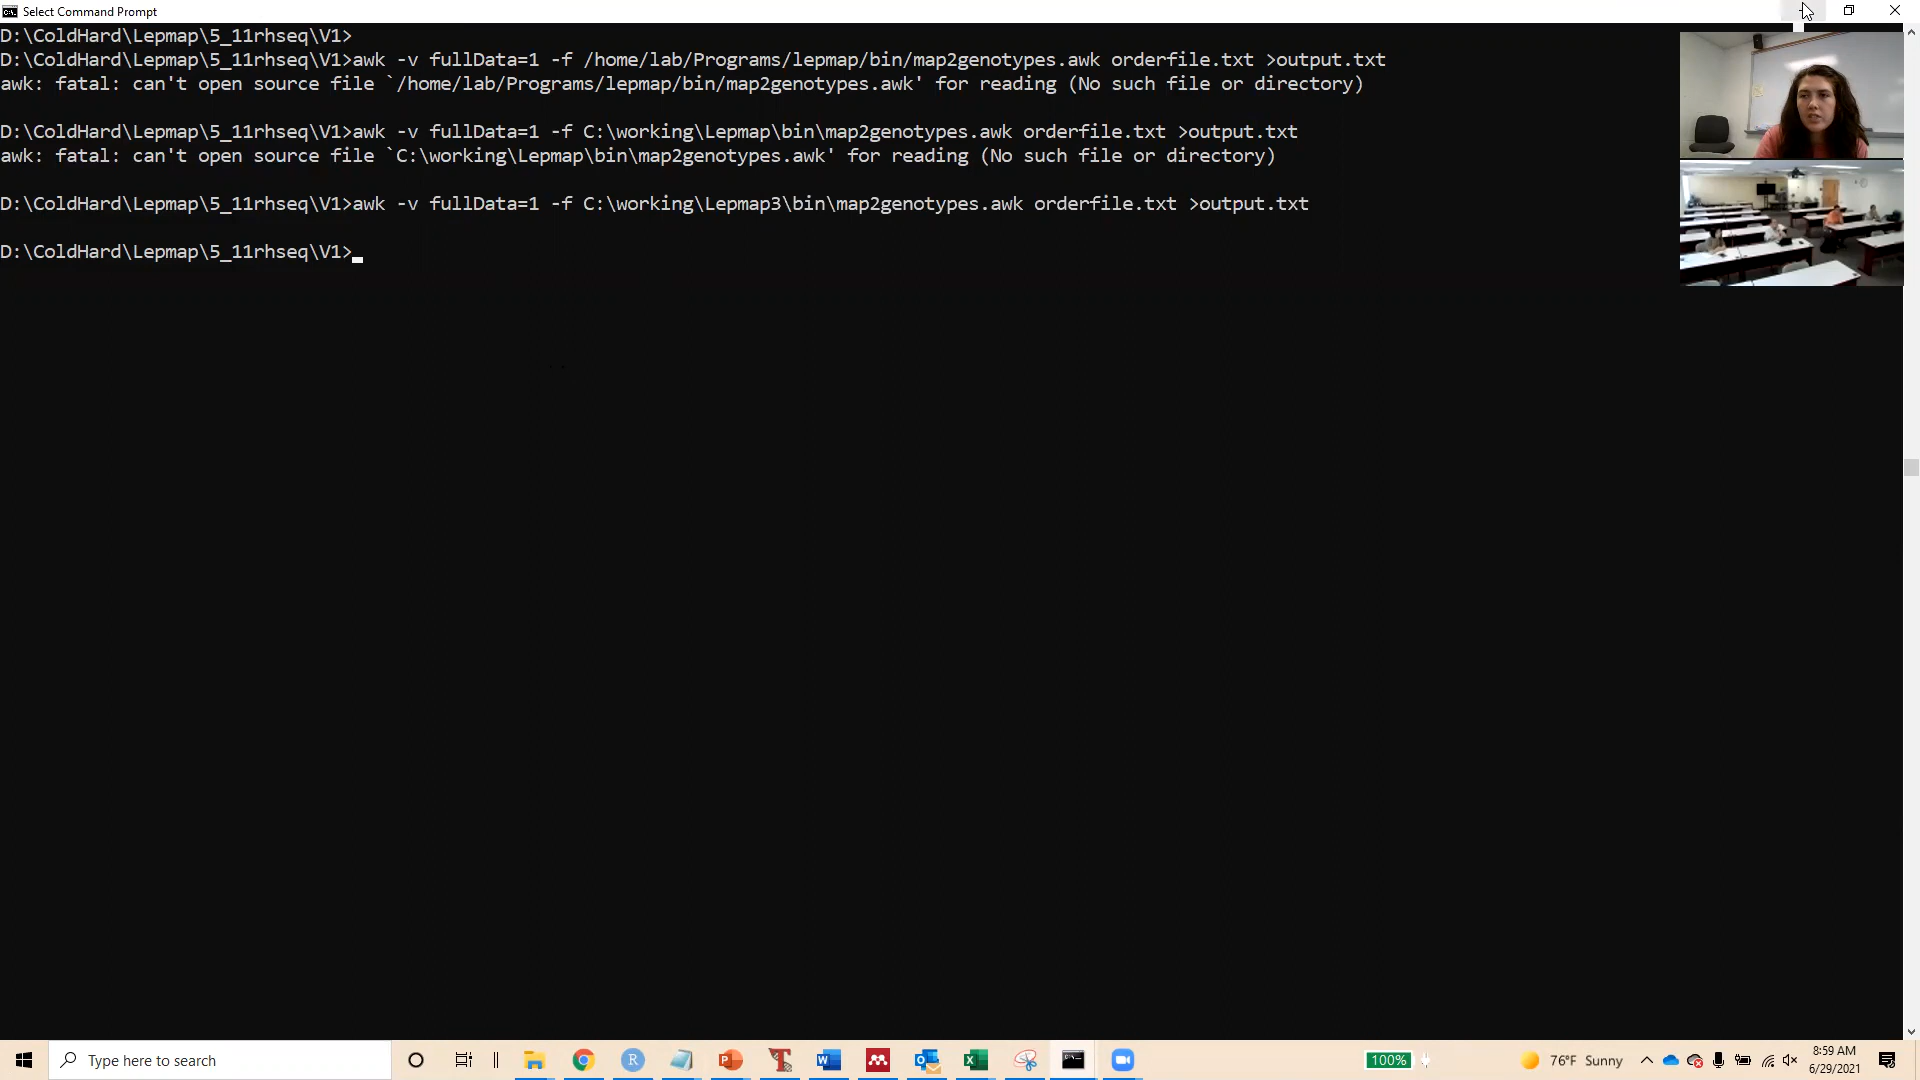 Select Command Prompt
D:\ColdHard\Lepmap\5_11rhseq\V1>
D:\ColdHard\Lepmap\5_11rhseq\V1>awk -v fullData=1 -f /home/lab/Programs/lepmap/bin/map2genotypes.awk orderfile.txt >output.txt
awk: fatal: can't open source file `/home/lab/Programs/lepmap/bin/map2genotypes.awk' for reading (No such file or directory)
D:\ColdHard\Lepmap\5_11rhseq\V1>awk -v fullData=1 -f C:\working\Lepmap\bin\map2genotypes.awk orderfile.txt >output.txt
awk: fatal: can't open source file `C:\working\Lepmap\bin\map2genotypes.awk' for reading (No such file or directory)
D:\ColdHard\Lepmap\5_11rhseq\V1>awk -v fullData=1 -f C:\working\Lepmap3\bin\map2genotypes.awk orderfile.txt >output.txt
D:\ColdHard\Lepmap\5_11rhseq\V1>
Type here to search
100%
76°F Sunny
8:59 AM
6/29/2021